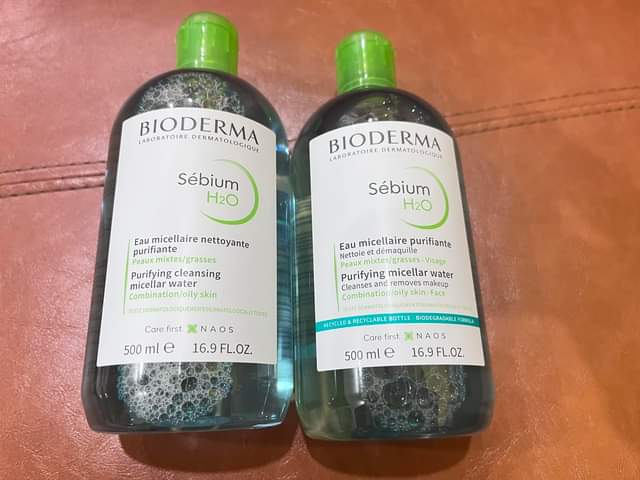 BIODERMA
LABORATOIRE DERMATOLOGIQUE
Sébium
H2O
Eau micellaire nettoyante
purifiante
Peaux mixtes/grasses
Purifying cleansing
micellar water
Combination/oily skin
Care first NAOS
500 ml e 16.9 FL.OZ.
BIODERMA
LABORATOIRE DERMATOLOGIQUE
Sébium
H2O
Eau micellaire purifiante
Nettoie et démaquille
Peaux mixtes/grasses - Visage
Purifying micellar water
Cleanses and removes makeup
Combination/oily skin - Face
RECYCLED & RECYCLABLE BOTTLE - BIODEGRADABLE FORMULA
Care first NAOS
500 ml e 16.9 FL.OZ.